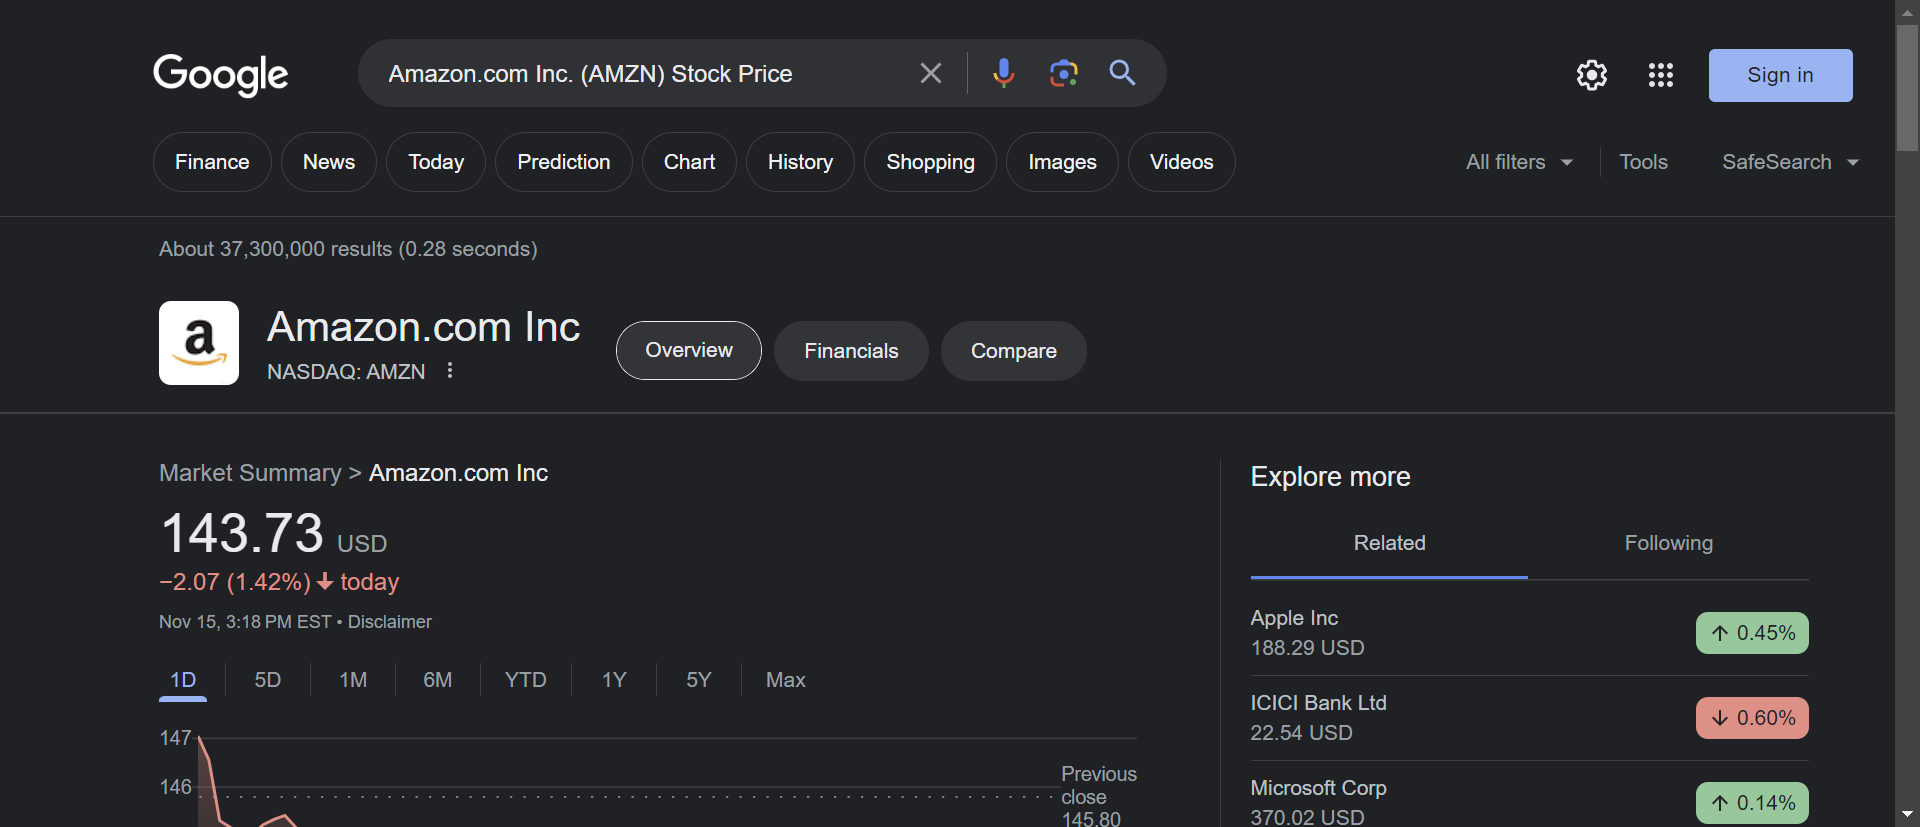 Google
Amazon.com Inc. (AMZN) Stock Price
Sign in
Finance
News
Today
Prediction
Chart
History
Shopping
Images
Videos
All filters
Tools
SafeSearch
About 37,300,000 results (0.28 seconds)
a
Amazon.com Inc
NASDAQ: AMZN
Overview
Financials
Compare
Market Summary > Amazon.com Inc
143.73 USD
−2.07 (1.42%) ↓ today
Nov 15, 3:18 PM EST • Disclaimer
1D
5D
1M
6M
YTD
1Y
5Y
Max
147
146
Previous
close
145.80
Explore more
Related
Following
Apple Inc
188.29 USD
↑ 0.45%
ICICI Bank Ltd
22.54 USD
↓ 0.60%
Microsoft Corp
370.02 USD
↑ 0.14%